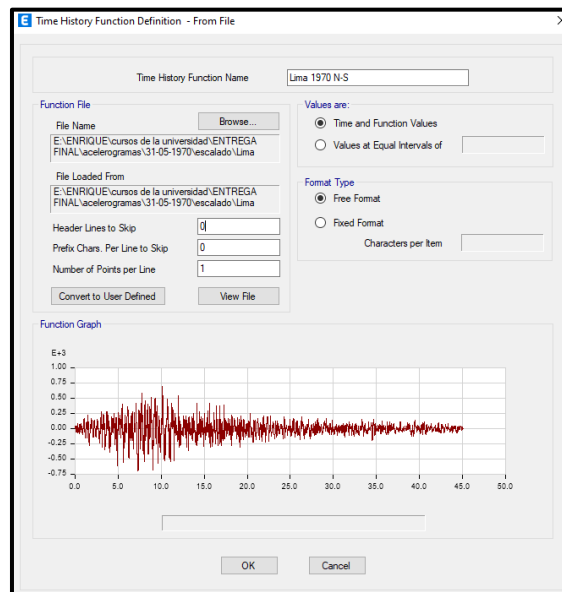 E Time History Function Definition - From File
Time History Function Name
Lima 1970 N-S
Function File
File Name
Browse...
E:\ENRIQUE\cursos de la universidad\ENTREGA
FINAL\acelerogramas\31-05-1970\escalado\Lima
File Loaded From
E:\ENRIQUE\cursos de la universidad\ENTREGA
FINAL\acelerogramas\31-05-1970\escalado\Lima
Header Lines to Skip
0
Prefix Chars. Per Line to Skip
0
Number of Points per Line
1
Convert to User Defined
View File
Values are:
Time and Function Values
Values at Equal Intervals of
Format Type
Free Format
Fixed Format
Characters per Item
Function Graph
E+3
1.00
0.75
0.50
0.25
0.00
-0.25
-0.50
-0.75
0.0 5.0 10.0 15.0 20.0 25.0 30.0 35.0 40.0 45.0 50.0
OK
Cancel